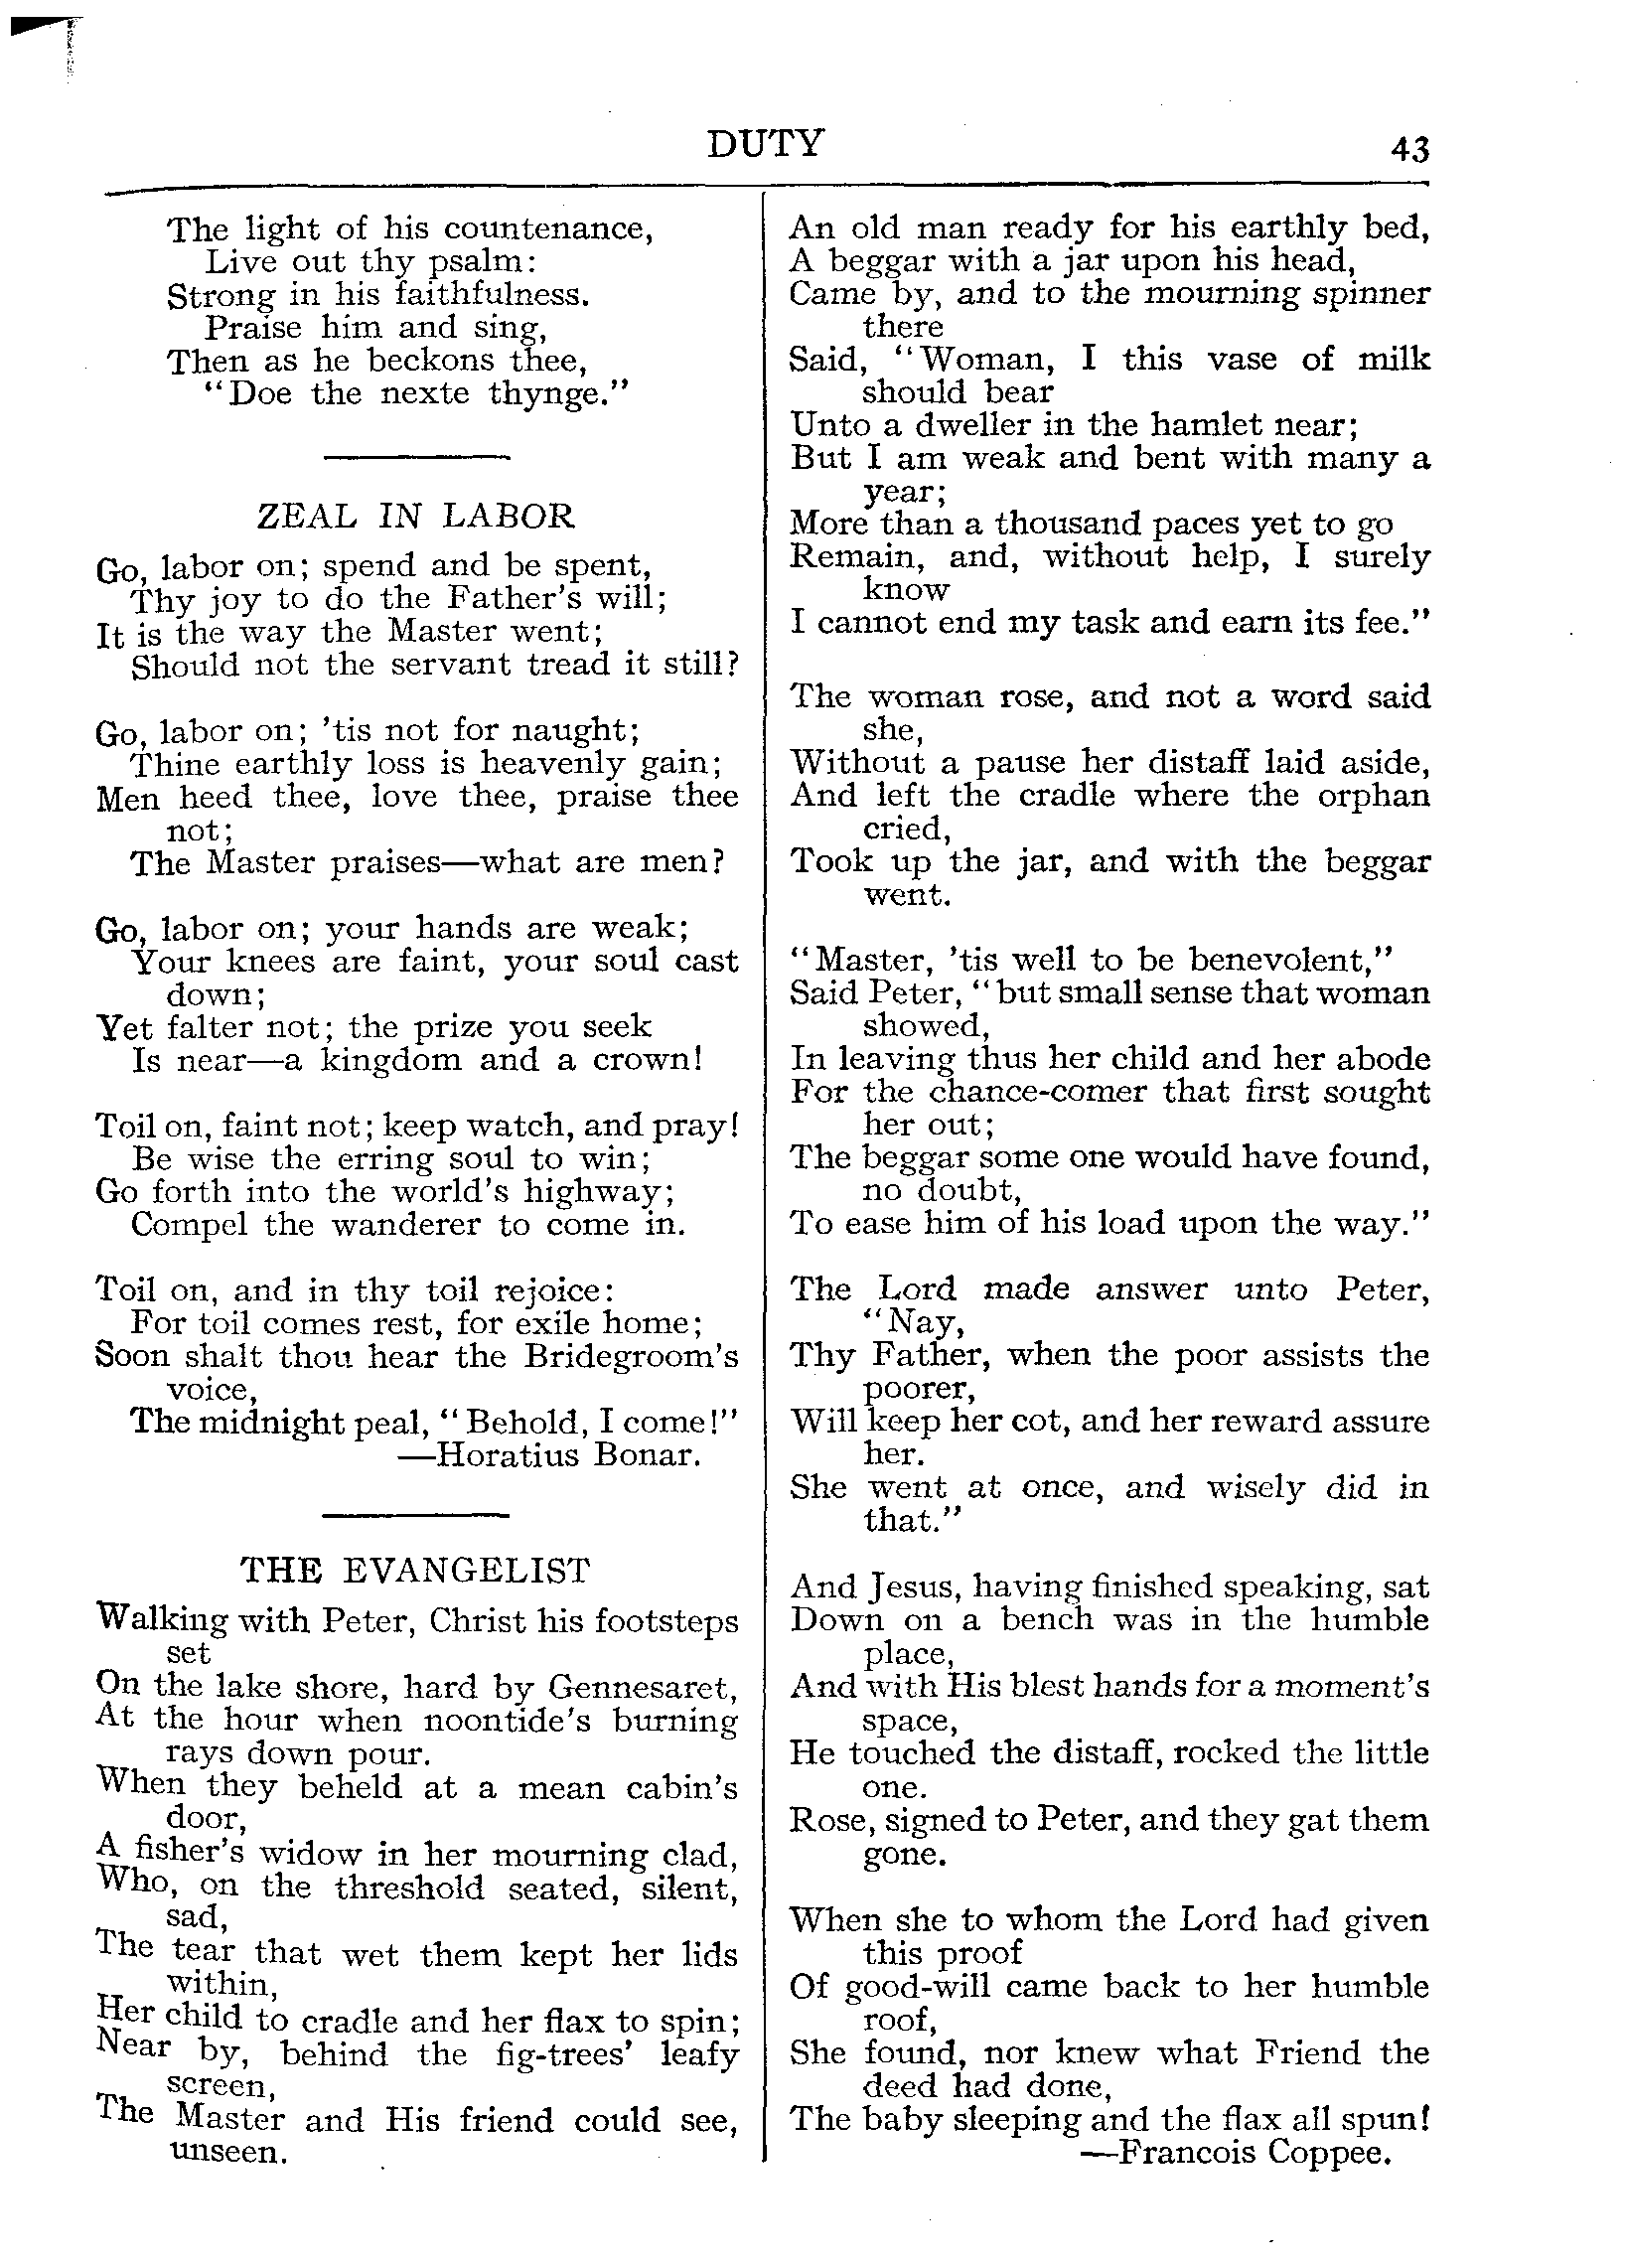 DUTY
43
The light of his countenance,
Live out thy psalm:
Strong in his faithfulness.
Praise him and sing,
Then as he beckons thee,
"Doe the nexte thynge."
ZEAL IN LABOR
Go, labor on; spend and be spent,
Thy joy to do the Father's will;
It is the way the Master went;
Should not the servant tread it still?
Go, labor on; 'tis not for naught;
Thine earthly loss is heavenly gain;
Men heed thee, love thee, praise thee
not;
The Master praises—what are men?
Go, labor on; your hands are weak;
Your knees are faint, your soul cast
down;
Yet falter not; the prize you seek
Is near—a kingdom and a crown!
Toil on, faint not; keep watch, and pray!
Be wise the erring soul to win;
Go forth into the world's highway;
Compel the wanderer to come in.
Toil on, and in thy toil rejoice:
For toil comes rest, for exile home;
Soon shalt thou hear the Bridegroom's
voice,
The midnight peal, "Behold, I come!"
—Horatius Bonar.
THE EVANGELIST
Walking with Peter, Christ his footsteps
set
On the lake shore, hard by Gennesaret,
At the hour when noontide's burning
rays down pour.
When they beheld at a mean cabin's
door,
A fisher's widow in her mourning clad,
Who, on the threshold seated, silent,
sad,
The tear that wet them kept her lids
within,
Her child to cradle and her flax to spin;
Near by, behind the fig-trees' leafy
screen,
The Master and His friend could see,
unseen.
An old man ready for his earthly bed,
A beggar with a jar upon his head,
Came by, and to the mourning spinner
there
Said, "Woman, I this vase of milk
should bear
Unto a dweller in the hamlet near;
But I am weak and bent with many a
year;
More than a thousand paces yet to go
Remain, and, without help, I surely
know
I cannot end my task and earn its fee."
The woman rose, and not a word said
she,
Without a pause her distaff laid aside,
And left the cradle where the orphan
cried,
Took up the jar, and with the beggar
went.
"Master, 'tis well to be benevolent,"
Said Peter, "but small sense that woman
showed,
In leaving thus her child and her abode
For the chance-comer that first sought
her out;
The beggar some one would have found,
no doubt,
To ease him of his load upon the way."
The Lord made answer unto Peter,
"Nay,
Thy Father, when the poor assists the
poorer,
Will keep her cot, and her reward assure
her.
She went at once, and wisely did in
that."
And Jesus, having finished speaking, sat
Down on a bench was in the humble
place,
And with His blest hands for a moment's
space,
He touched the distaff, rocked the little
one.
Rose, signed to Peter, and they gat them
gone.
When she to whom the Lord had given
this proof
Of good-will came back to her humble
roof,
She found, nor knew what Friend the
deed had done,
The baby sleeping and the flax all spun!
—Francois Coppee.